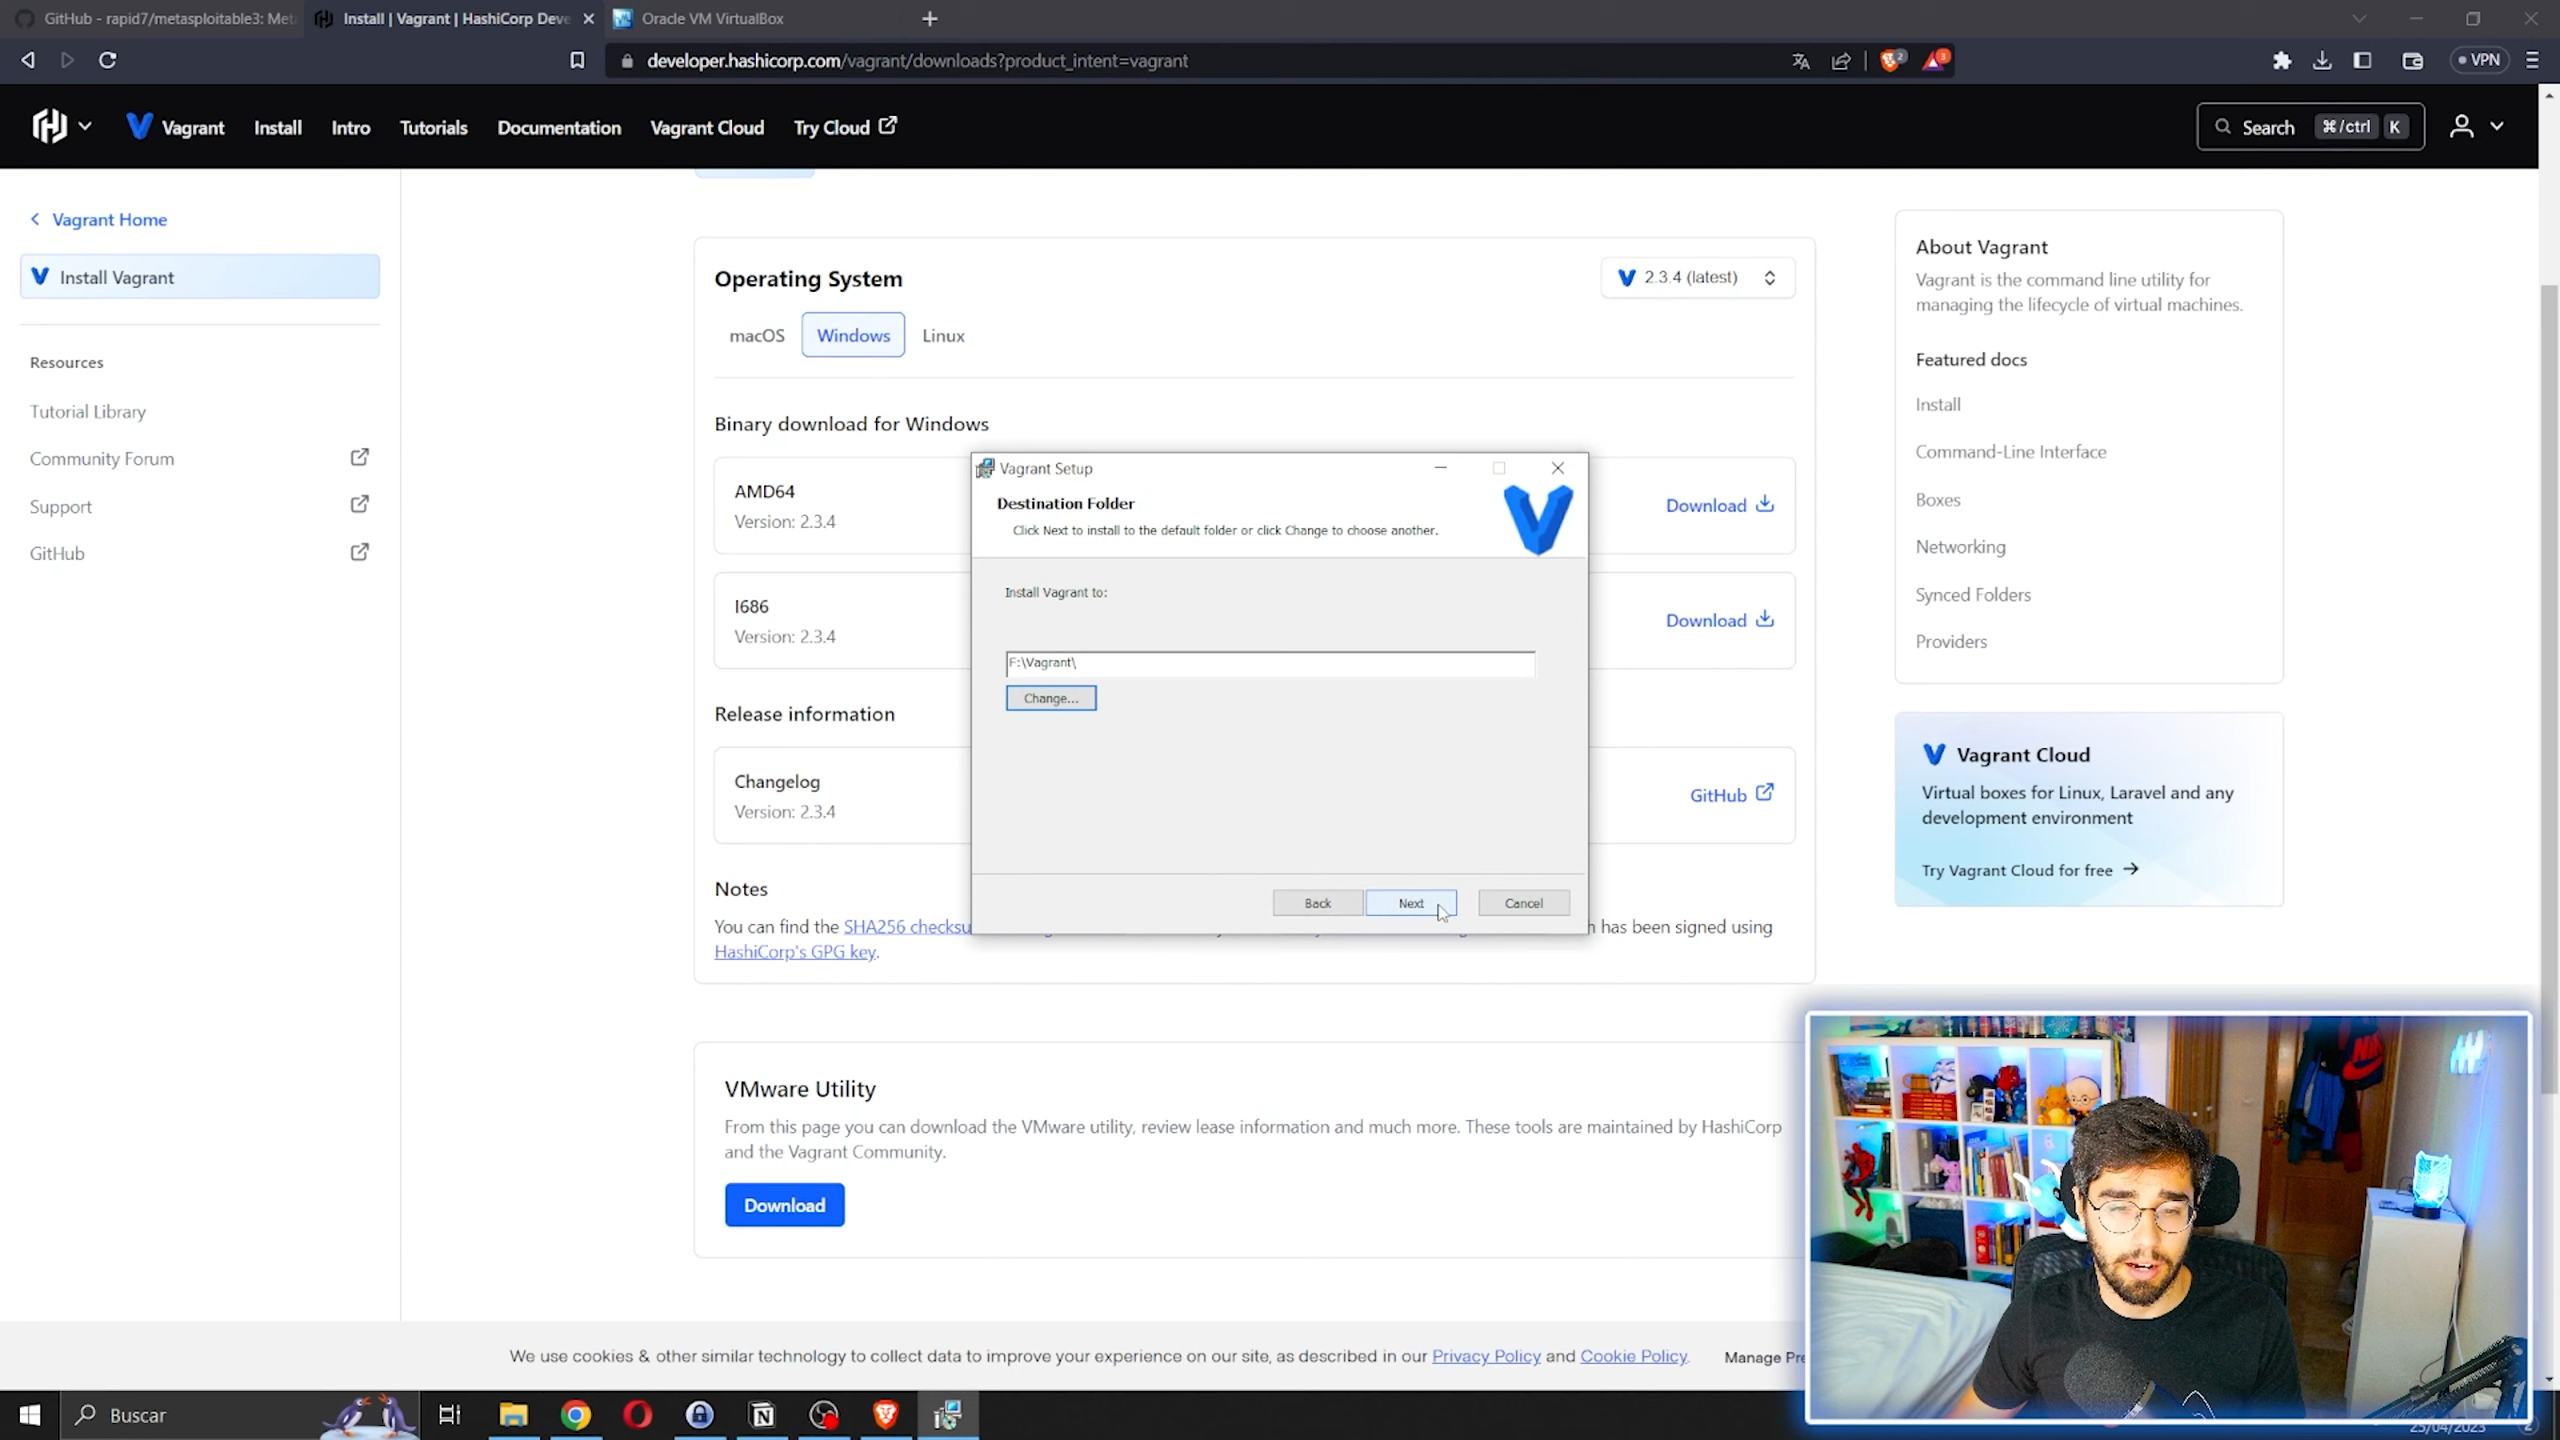 GitHub - rapid7/metasploitable3: Met
Install | Vagrant | HashiCorp Deve
Oracle VM VirtualBox
developer.hashicorp.com/vagrant/downloads?product_intent=vagrant
2
3
VPN
Vagrant
Install
Intro
Tutorials
Documentation
Vagrant Cloud
Try Cloud
Search
⌘/ctrl
K
Vagrant Home
Install Vagrant
Resources
Tutorial Library
Community Forum
Support
GitHub
Operating System
2.3.4 (latest)
macOS
Windows
Linux
Binary download for Windows
AMD64
Version: 2.3.4
Download
I686
Version: 2.3.4
Download
Release information
Changelog
Version: 2.3.4
GitHub
Notes
You can find the SHA256 checksu
h has been signed using
HashiCorp's GPG key.
Vagrant Setup
Destination Folder
Click Next to install to the default folder or click Change to choose another.
Install Vagrant to:
F:\Vagrant\
Change...
Back
Next
Cancel
VMware Utility
From this page you can download the VMware utility, review lease information and much more. These tools are maintained by HashiCorp
and the Vagrant Community.
Download
About Vagrant
Vagrant is the command line utility for
managing the lifecycle of virtual machines.
Featured docs
Install
Command-Line Interface
Boxes
Networking
Synced Folders
Providers
Vagrant Cloud
Virtual boxes for Linux, Laravel and any
development environment
Try Vagrant Cloud for free
We use cookies & other similar technology to collect data to improve your experience on our site, as described in our Privacy Policy and Cookie Policy.
Manage Pre
Buscar
25/04/2023